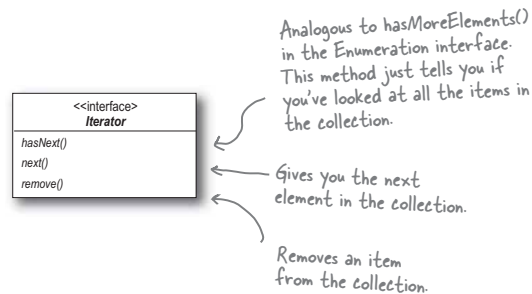 Analogous to hasMoreElements()
in the Enumeration interface.
This method just tells you if
you've looked at all the items in
the collection.
<<interface>
Iterator
hasNext()
next()
remove()
Gives you the next
element in the collection.
Removes an item
from the collection.